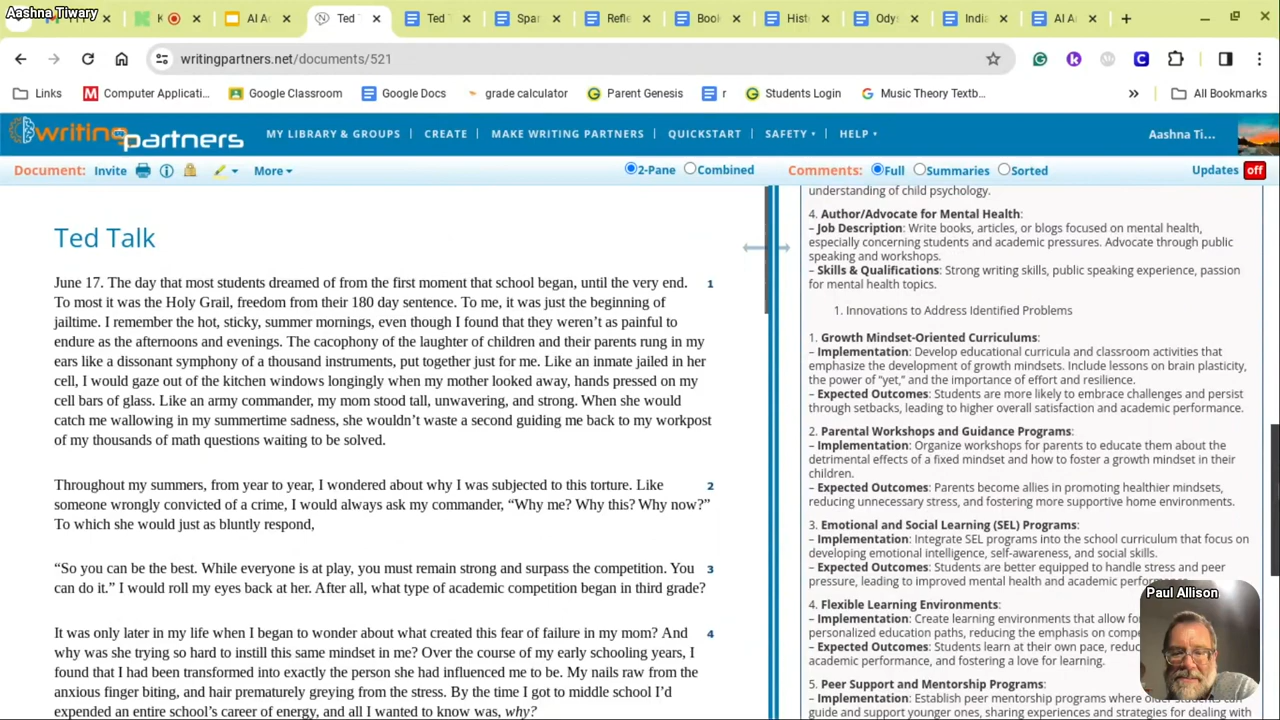 Aashna Tiwary
K
AI A
Ted
Ted
Spar
Refle
Book
Hist
Odys
India
AI A
writingpartners.net/documents/521
Links
Computer Applicati...
Google Classroom
Google Docs
grade calculator
Parent Genesis
r
Students Login
Music Theory Textb...
All Bookmarks
writingpartners
MY LIBRARY & GROUPS
CREATE
MAKE WRITING PARTNERS
QUICKSTART
SAFETY
HELP
Aashna Ti...
Document: Invite
More
2-Pane
Combined
Comments:
Full
Summaries
Sorted
Updates off
Ted Talk
June 17. The day that most students dreamed of from the first moment that school began, until the very end. 1
To most it was the Holy Grail, freedom from their 180 day sentence. To me, it was just the beginning of
jailtime. I remember the hot, sticky, summer mornings, even though I found that they weren’t as painful to
endure as the afternoons and evenings. The cacophony of the laughter of children and their parents rung in my
ears like a dissonant symphony of a thousand instruments, put together just for me. Like an inmate jailed in her
cell, I would gaze out of the kitchen windows longingly when my mother looked away, hands pressed on my
cell bars of glass. Like an army commander, my mom stood tall, unwavering, and strong. When she would
catch me wallowing in my summertime sadness, she wouldn’t waste a second guiding me back to my workpost
of my thousands of math questions waiting to be solved.
Throughout my summers, from year to year, I wondered about why I was subjected to this torture. Like 2
someone wrongly convicted of a crime, I would always ask my commander, “Why me? Why this? Why now?”
To which she would just as bluntly respond,
“So you can be the best. While everyone is at play, you must remain strong and surpass the competition. You 3
can do it.” I would roll my eyes back at her. After all, what type of academic competition began in third grade?
It was only later in my life when I began to wonder about what created this fear of failure in my mom? And 4
why was she trying so hard to instill this same mindset in me? Over the course of my early schooling years, I
found that I had been transformed into exactly the person she had influenced me to be. My nails raw from the
anxious finger biting, and hair prematurely greying from the stress. By the time I got to middle school I’d
expended an entire school’s career of energy, and all I wanted to know was, why?
understanding of child psychology.
4. Author/Advocate for Mental Health:
– Job Description: Write books, articles, or blogs focused on mental health,
especially concerning students and academic pressures. Advocate through public
speaking and workshops.
– Skills & Qualifications: Strong writing skills, public speaking experience, passion
for mental health topics.
1. Innovations to Address Identified Problems
1. Growth Mindset-Oriented Curriculums:
– Implementation: Develop educational curricula and classroom activities that
emphasize the development of growth mindsets. Include lessons on brain plasticity,
the power of “yet,” and the importance of effort and resilience.
– Expected Outcomes: Students are more likely to embrace challenges and persist
through setbacks, leading to higher overall satisfaction and academic performance.
2. Parental Workshops and Guidance Programs:
– Implementation: Organize workshops for parents to educate them about the
detrimental effects of a fixed mindset and how to foster a growth mindset in their
children.
– Expected Outcomes: Parents become allies in promoting healthier mindsets,
reducing unnecessary stress, and fostering more supportive home environments.
3. Emotional and Social Learning (SEL) Programs:
– Implementation: Integrate SEL programs into the school curriculum that focus on
developing emotional intelligence, self-awareness, and social skills.
– Expected Outcomes: Students are better equipped to handle stress and peer
pressure, leading to improved mental health and academic
4. Flexible Learning Environments:
– Implementation: Create learning environments that allow
personalized education paths, reducing the emphasis on
– Expected Outcomes: Students learn at their own pace,
academic performance, and fostering a love for learning.
5. Peer Support and Mentorship Programs:
– Implementation: Establish peer mentorship programs where
guide and support younger ones, sharing experiences and strategies for dealing with
Paul Allison